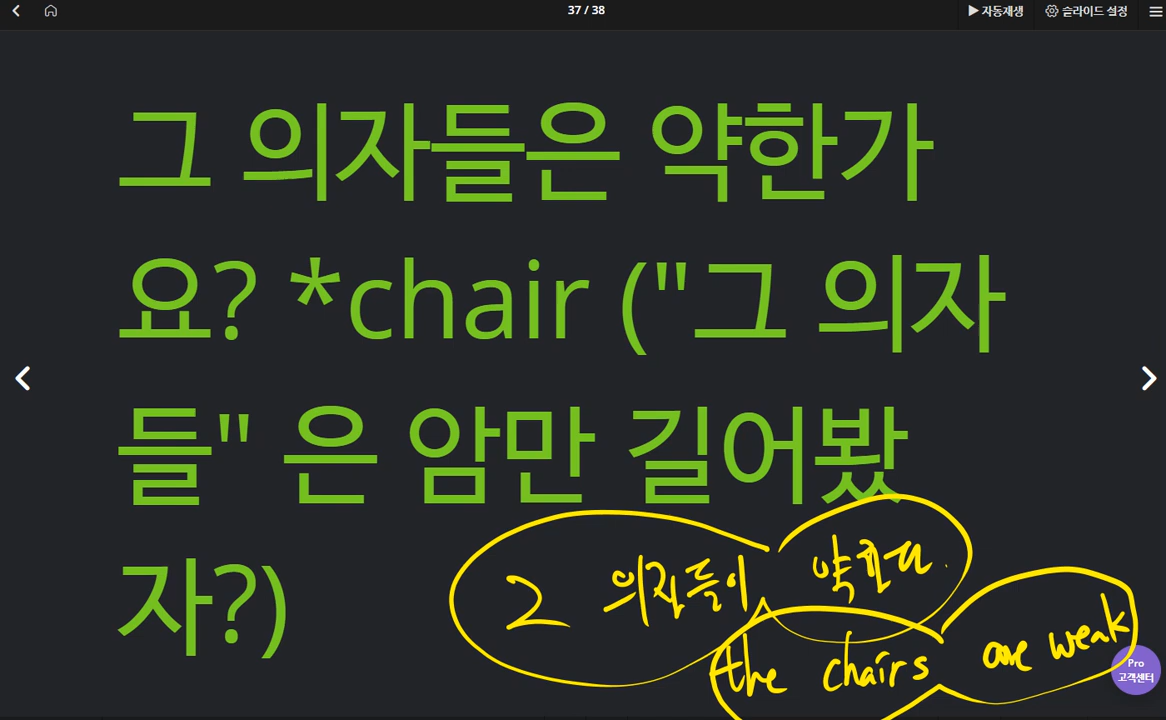 37 / 38
▶ 자동재생
슬라이드 설정
그 의자들은 약한가
요? *chair ("그 의자
들" 은 암만 길어봤
자?)
그 의자들이 약한다.
the chairs are weak
Pro
고객센터